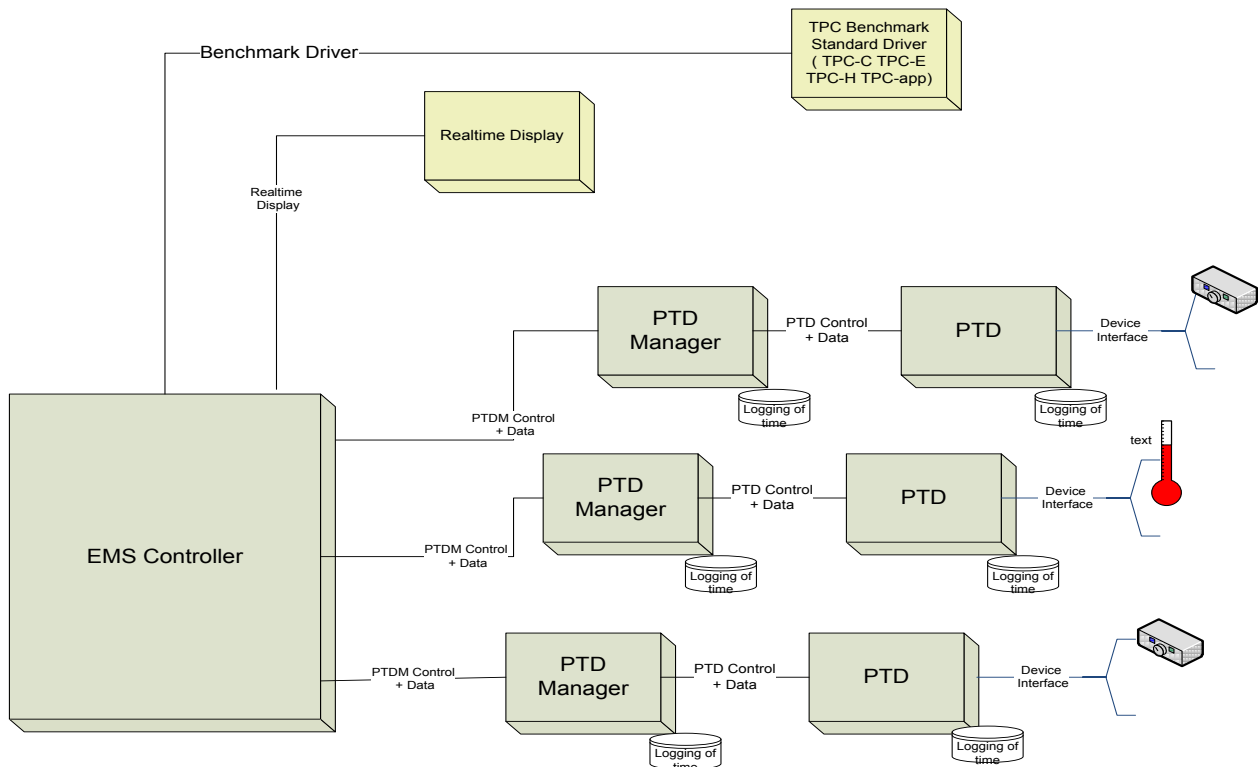 TPC Benchmark
Standard Driver
( TPC-C TPC-E
TPC-H TPC-app)
Benchmark Driver
Realtime Display
Realtime
Display
PTD
Manager
PTD Control
+ Data
PTD
Device
Interface
Logging of
time
Logging of
time
PTDM Control
+ Data
text
PTD
Manager
PTD Control
+ Data
PTD
Device
Interface
EMS Controller
PTDM Control
+ Data
Logging of
time
Logging of
time
PTDM Control
+ Data
PTD
Manager
PTD Control
+ Data
PTD
Device
Interface
Logging of
time
Logging of
time